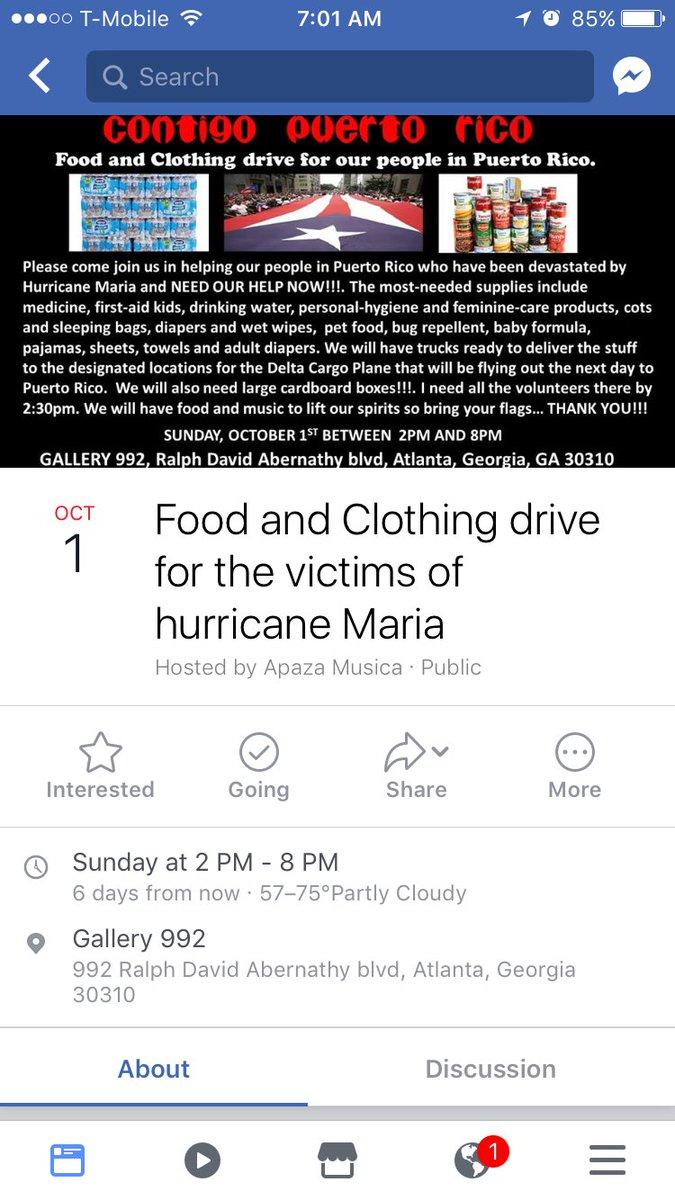 T-Mobile 7:01 AM 85%
Search
contigo puerto rico
Food and Clothing drive for our people in Puerto Rico.
Please come join us in helping our people in Puerto Rico who have been devastated by
Hurricane Maria and NEED OUR HELP NOW!!!. The most-needed supplies include
medicine, first-aid kids, drinking water, personal-hygiene and feminine-care products, cots
and sleeping bags, diapers and wet wipes, pet food, bug repellent, baby formula,
pajamas, sheets, towels and adult diapers. We will have trucks ready to deliver the stuff
to the designated locations for the Delta Cargo Plane that will be flying out the next day to
Puerto Rico. We will also need large cardboard boxes!!!. I need all the volunteers there by
2:30pm. We will have food and music to lift our spirits so bring your flags... THANK YOU!!!
SUNDAY, OCTOBER 1ST BETWEEN 2PM AND 8PM
GALLERY 992, Ralph David Abernathy blvd, Atlanta, Georgia, GA 30310
OCT
1
Food and Clothing drive
for the victims of
hurricane Maria
Hosted by Apaza Musica · Public
Interested Going Share More
Sunday at 2 PM - 8 PM
6 days from now · 57–75°Partly Cloudy
Gallery 992
992 Ralph David Abernathy blvd, Atlanta, Georgia
30310
About Discussion
1